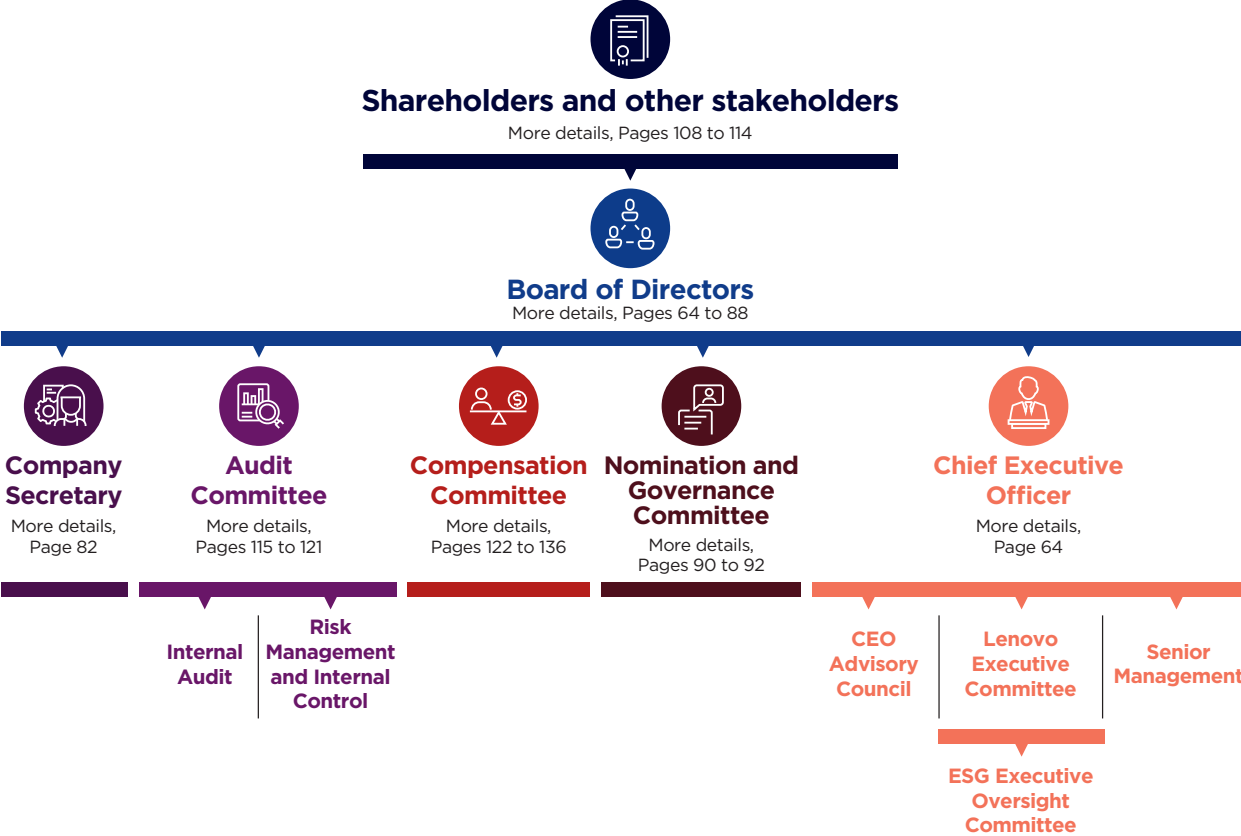 Shareholders and other stakeholders
More details, Pages 108 to 114
Board of Directors
More details, Pages 64 to 88
Company
Secretary
More details,
Page 82
Audit
Committee
More details,
Pages 115 to 121
Compensation
Committee
More details,
Pages 122 to 136
Nomination and
Governance
Committee
More details,
Pages 90 to 92
Chief Executive
Officer
More details,
Page 64
Internal
Audit
Risk
Management
and Internal
Control
CEO
Advisory
Council
Lenovo
Executive
Committee
Senior
Management
ESG Executive
Oversight
Committee